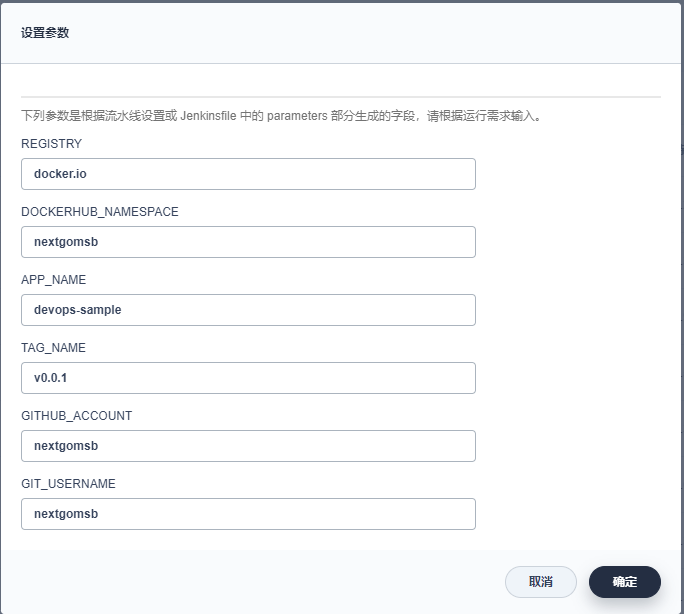 设置参数
下列参数是根据流水线设置或 Jenkinsfile 中的 parameters 部分生成的字段，请根据运行需求输入。
REGISTRY
docker.io
DOCKERHUB_NAMESPACE
nextgomsb
APP_NAME
devops-sample
TAG_NAME
v0.0.1
GITHUB_ACCOUNT
nextgomsb
GIT_USERNAME
nextgomsb
取消
确定